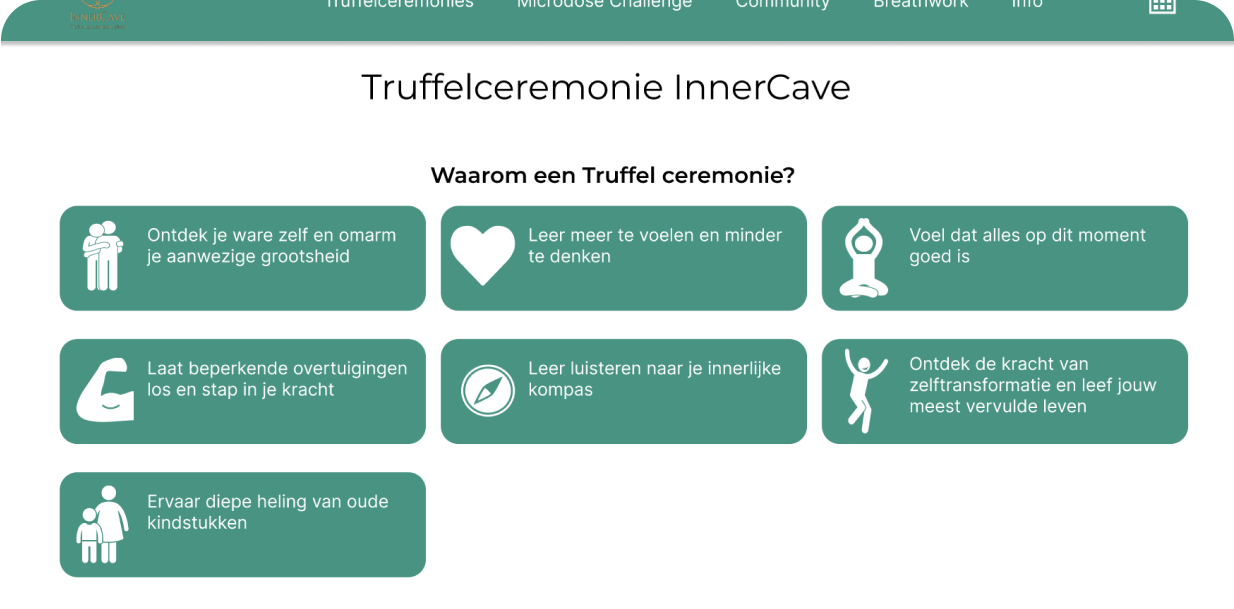 Truffelceremonies Microdose Challenge Community Breathwork Info
Truffelceremonie InnerCave
Waarom een Truffel ceremonie?
Ontdek je ware zelf en omarm
je aanwezige grootsheid
Leer meer te voelen en minder
te denken
Voel dat alles op dit moment
goed is
Laat beperkende overtuigingen
los en stap in je kracht
Leer luisteren naar je innerlijke
kompas
Ontdek de kracht van
zelftransformatie en leef jouw
meest vervulde leven
Ervaar diepe heling van oude
kindstukken